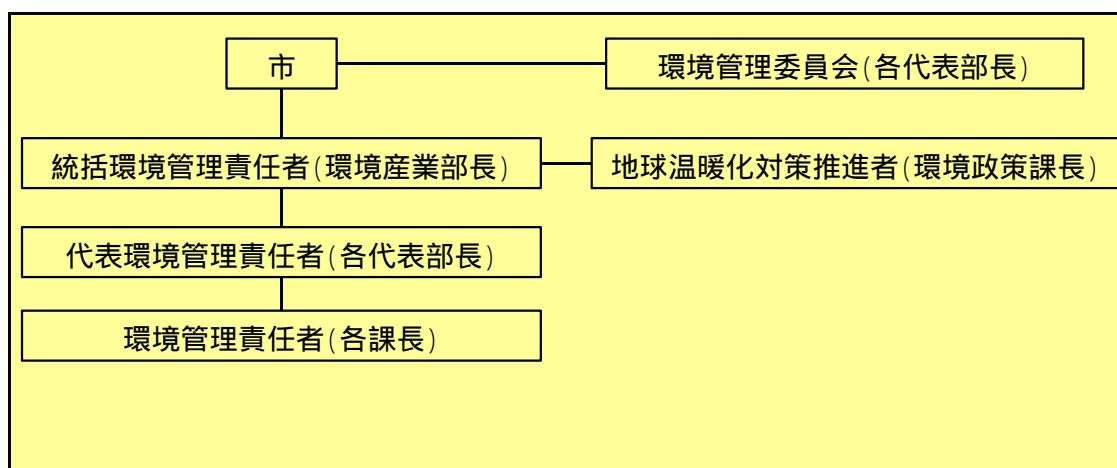 市
環境管理委員会(各代表部長)
統括環境管理責任者(環境産業部長)
地球温暖化対策推進者(環境政策課長)
代表環境管理責任者(各代表部長)
環境管理責任者(各課長)